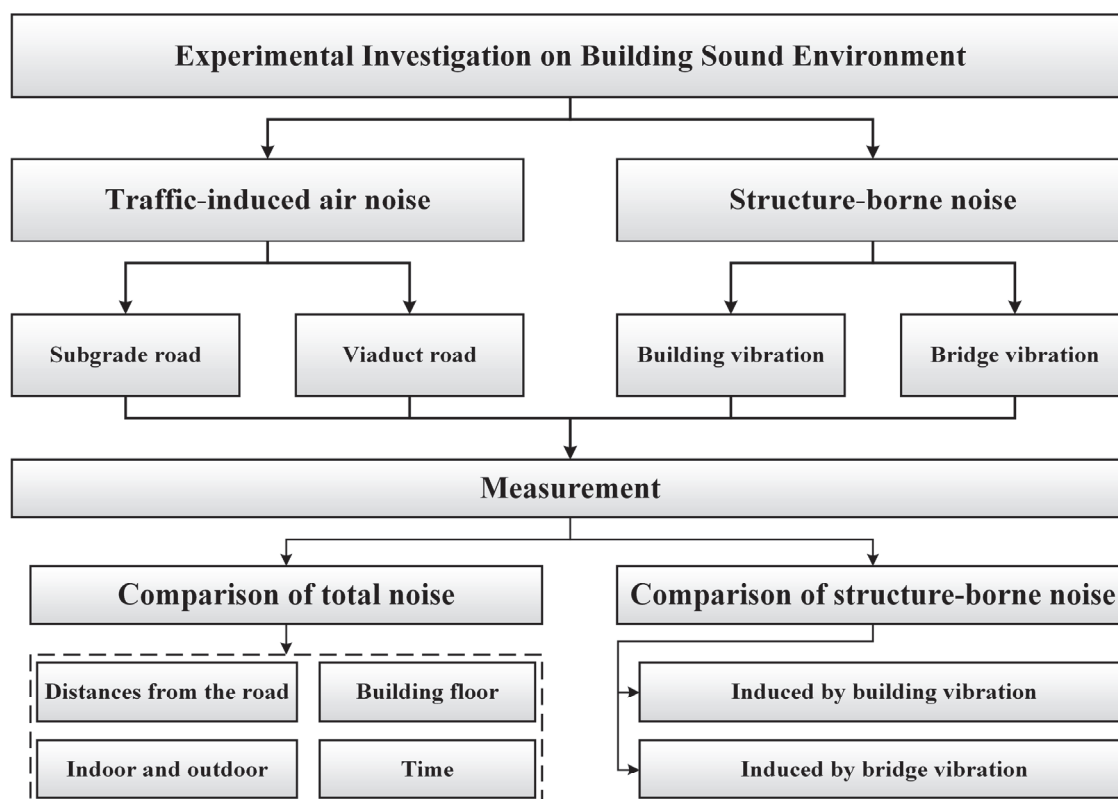 Experimental Investigation on Building Sound Environment
Traffic-induced air noise
Structure-borne noise
Subgrade road
Viaduct road
Building vibration
Bridge vibration
Measurement
Comparison of total noise
Comparison of structure-borne noise
Distances from the road
Building floor
Induced by building vibration
Indoor and outdoor
Time
Induced by bridge vibration